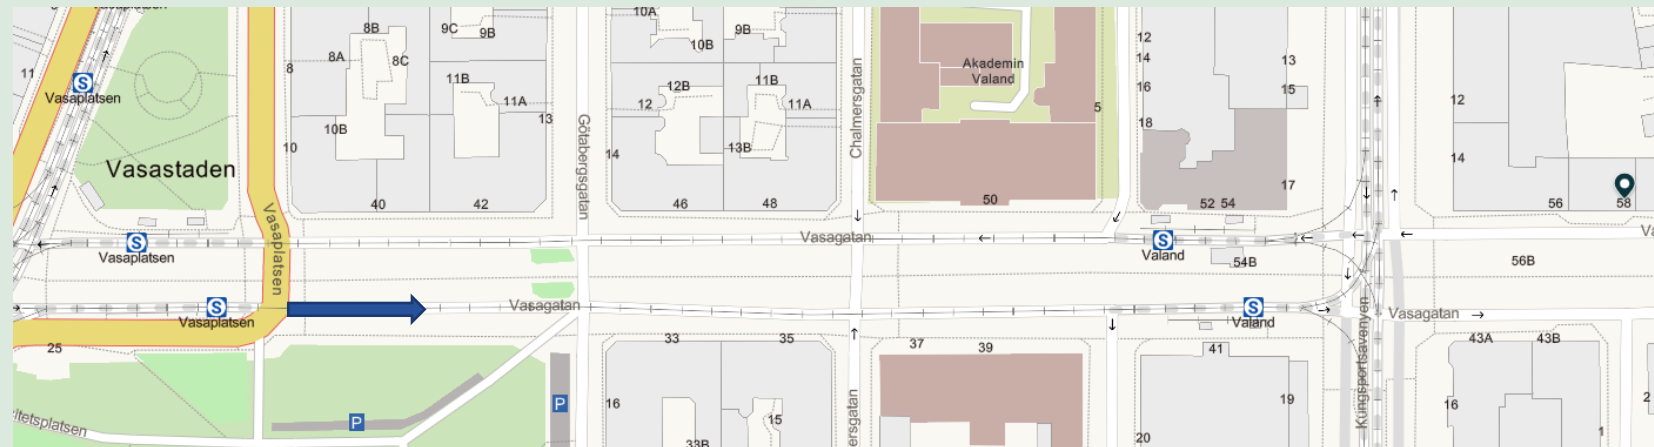 8B
9C
9B
10A
10B
9B
8A
8C
8
11B
11A
13
12B
11B
12
11A
Akademin
Valand
5
12
14
16
18
13
15
12
11
S
Vasaplatsen
Vasastaden
10B
10
40
42
Götabergsgatan
14
13B
46
48
Chalmersgatan
50
52 54
17
14
56
58
Vasaplatsen
S
Vasaplatsen
Vasagatan
S
Valand
54B
56B
S
Vasaplatsen
Vasagatan
S
Valand
Kungsportsavenyen
Vasagatan
25
33
35
37
39
41
43A
43B
16
15
33B
P
P
19
20
16
2
1